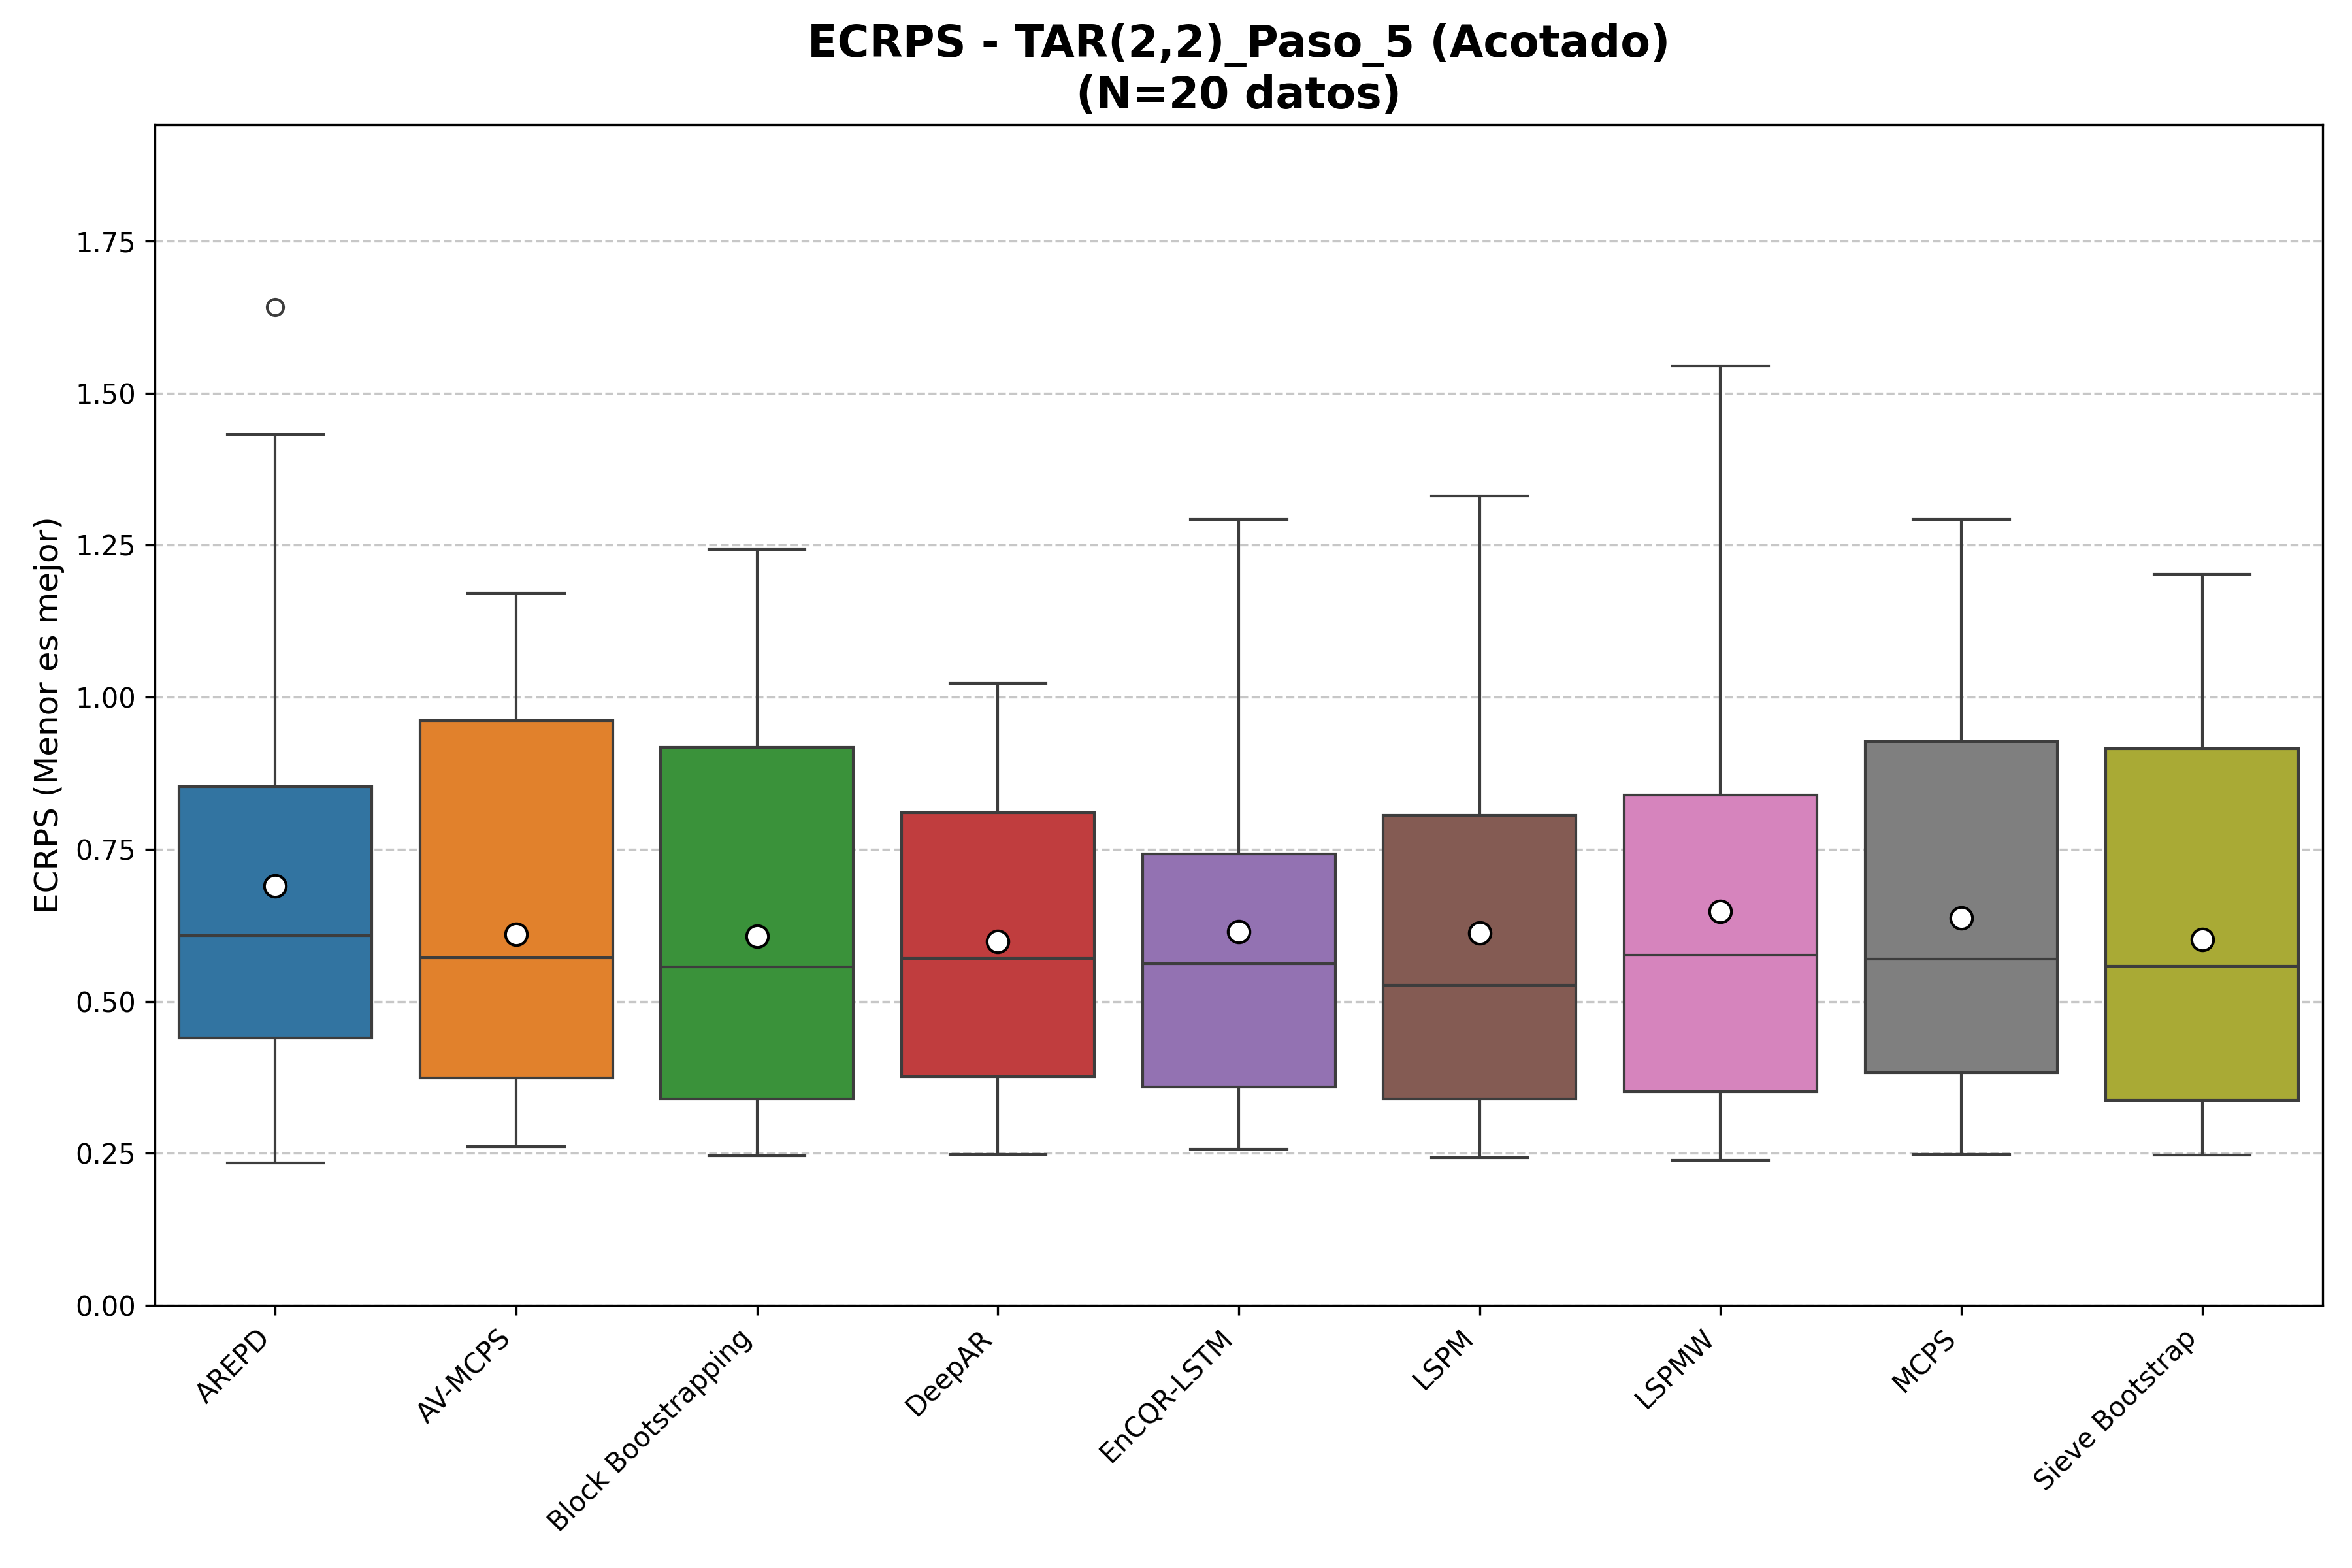 ECRPS - TAR(2,2)_Paso_5 (Acotado)
(N=20 datos)
ECRPS (Menor es mejor)
1.75
1.50
1.25
1.00
0.75
0.50
0.25
0.00
AREPD
AV-MCPS
Block Bootstrapping
DeepAR
EnCQR-LSTM
LSPM
LSPMW
MCPS
Sieve Bootstrap